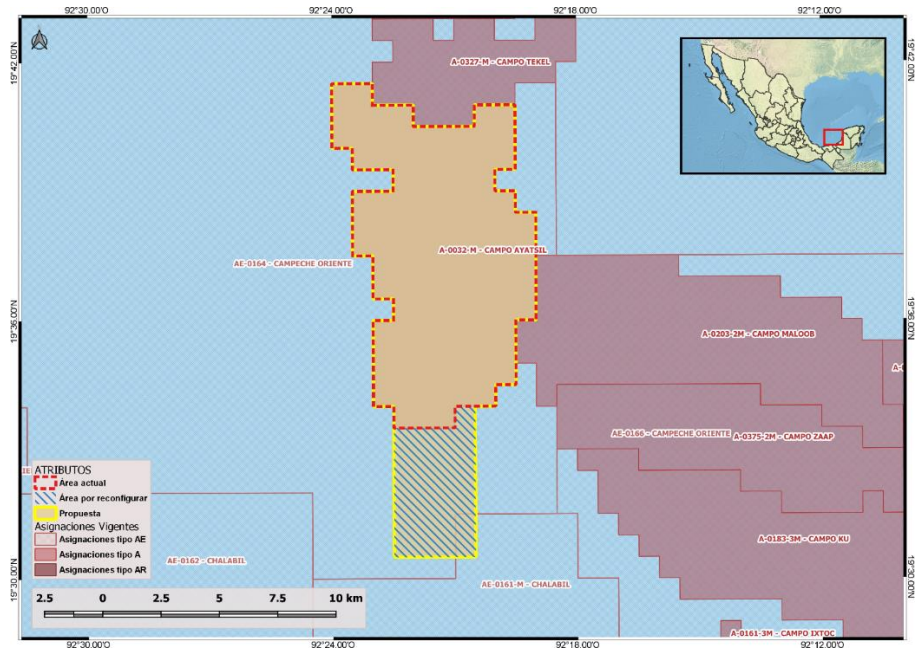 92°30.00'O 92°24.00'O 92°18.00'O 92°12.00'O
19°42.00'N 19°42.00'N
A-0327-M - CAMPO TEKEL
A-0032-M - CAMPO AYATSIL
AE-0164 - CAMPECHE ORIENTE
19°36.00'N 19°36.00'N
A-0203-2M - CAMPO MALOOB
AE-0166 - CAMPECHE ORIENTE
A-0375-2M - CAMPO ZAAP
ATRIBUTOS
Área actual
Área por reconfigurar
Propuesta
Asignaciones Vigentes
Asignaciones tipo AE
Asignaciones tipo A
Asignaciones tipo AR
A-0183-3M - CAMPO KU
AE-0162 - CHALABIL
AE-0161-M - CHALABIL
19°30.00'N 19°30.00'N
2.5 0 2.5 5 7.5 10 km
A-0161-3M - CAMPO IXTOC
92°30.00'O 92°24.00'O 92°18.00'O 92°12.00'O